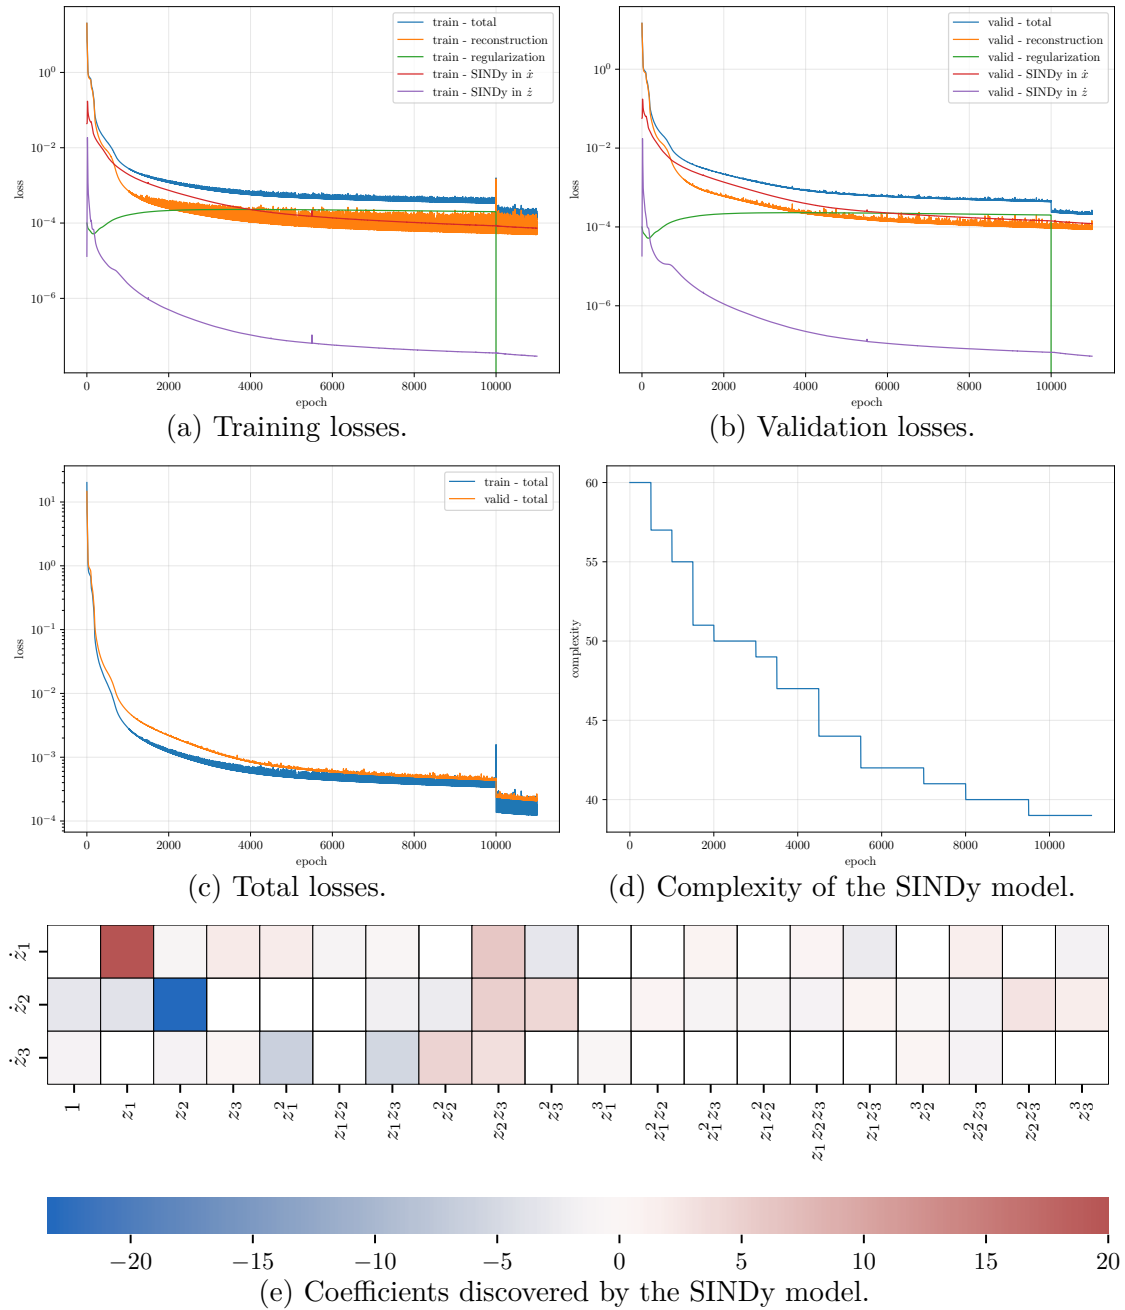 train - total
train - reconstruction
train - regularization
train - SINDy in ẋ
train - SINDy in ż
10⁰
10⁻²
10⁻⁴
10⁻⁶
loss
0 2000 4000 6000 8000 10000
epoch
(a) Training losses.
valid - total
valid - reconstruction
valid - regularization
valid - SINDy in ẋ
valid - SINDy in ż
10⁰
10⁻²
10⁻⁴
10⁻⁶
loss
0 2000 4000 6000 8000 10000
epoch
(b) Validation losses.
train - total
valid - total
10¹
10⁰
10⁻¹
10⁻²
10⁻³
10⁻⁴
loss
0 2000 4000 6000 8000 10000
epoch
(c) Total losses.
60
55
50
45
40
complexity
0 2000 4000 6000 8000 10000
epoch
(d) Complexity of the SINDy model.
ż₁
ż₂
ż₃
1 z₁ z₂ z₃ z₁² z₁z₂ z₁z₃ z₂² z₂z₃ z₃² z₁³ z₁²z₂ z₁²z₃ z₁z₂² z₁z₂z₃ z₁z₃² z₂³ z₂²z₃ z₂z₃² z₃³
−20 −15 −10 −5 0 5 10 15 20
(e) Coefficients discovered by the SINDy model.